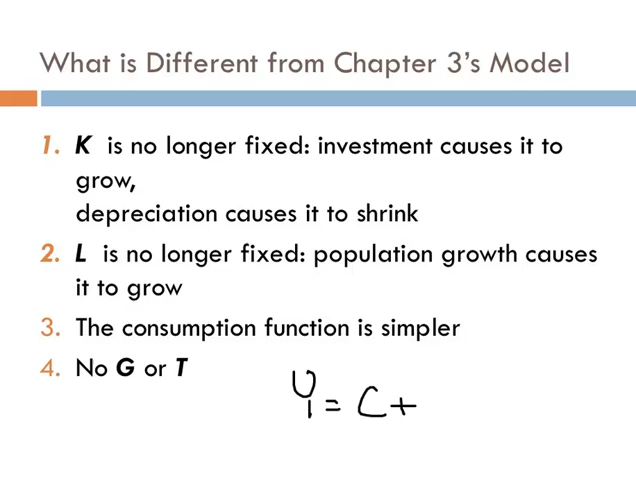 What is Different from Chapter 3's Model
1. K is no longer fixed: investment causes it to
grow,
depreciation causes it to shrink
2. L is no longer fixed: population growth causes
it to grow
3. The consumption function is simpler
4. No G or T
Y = C +